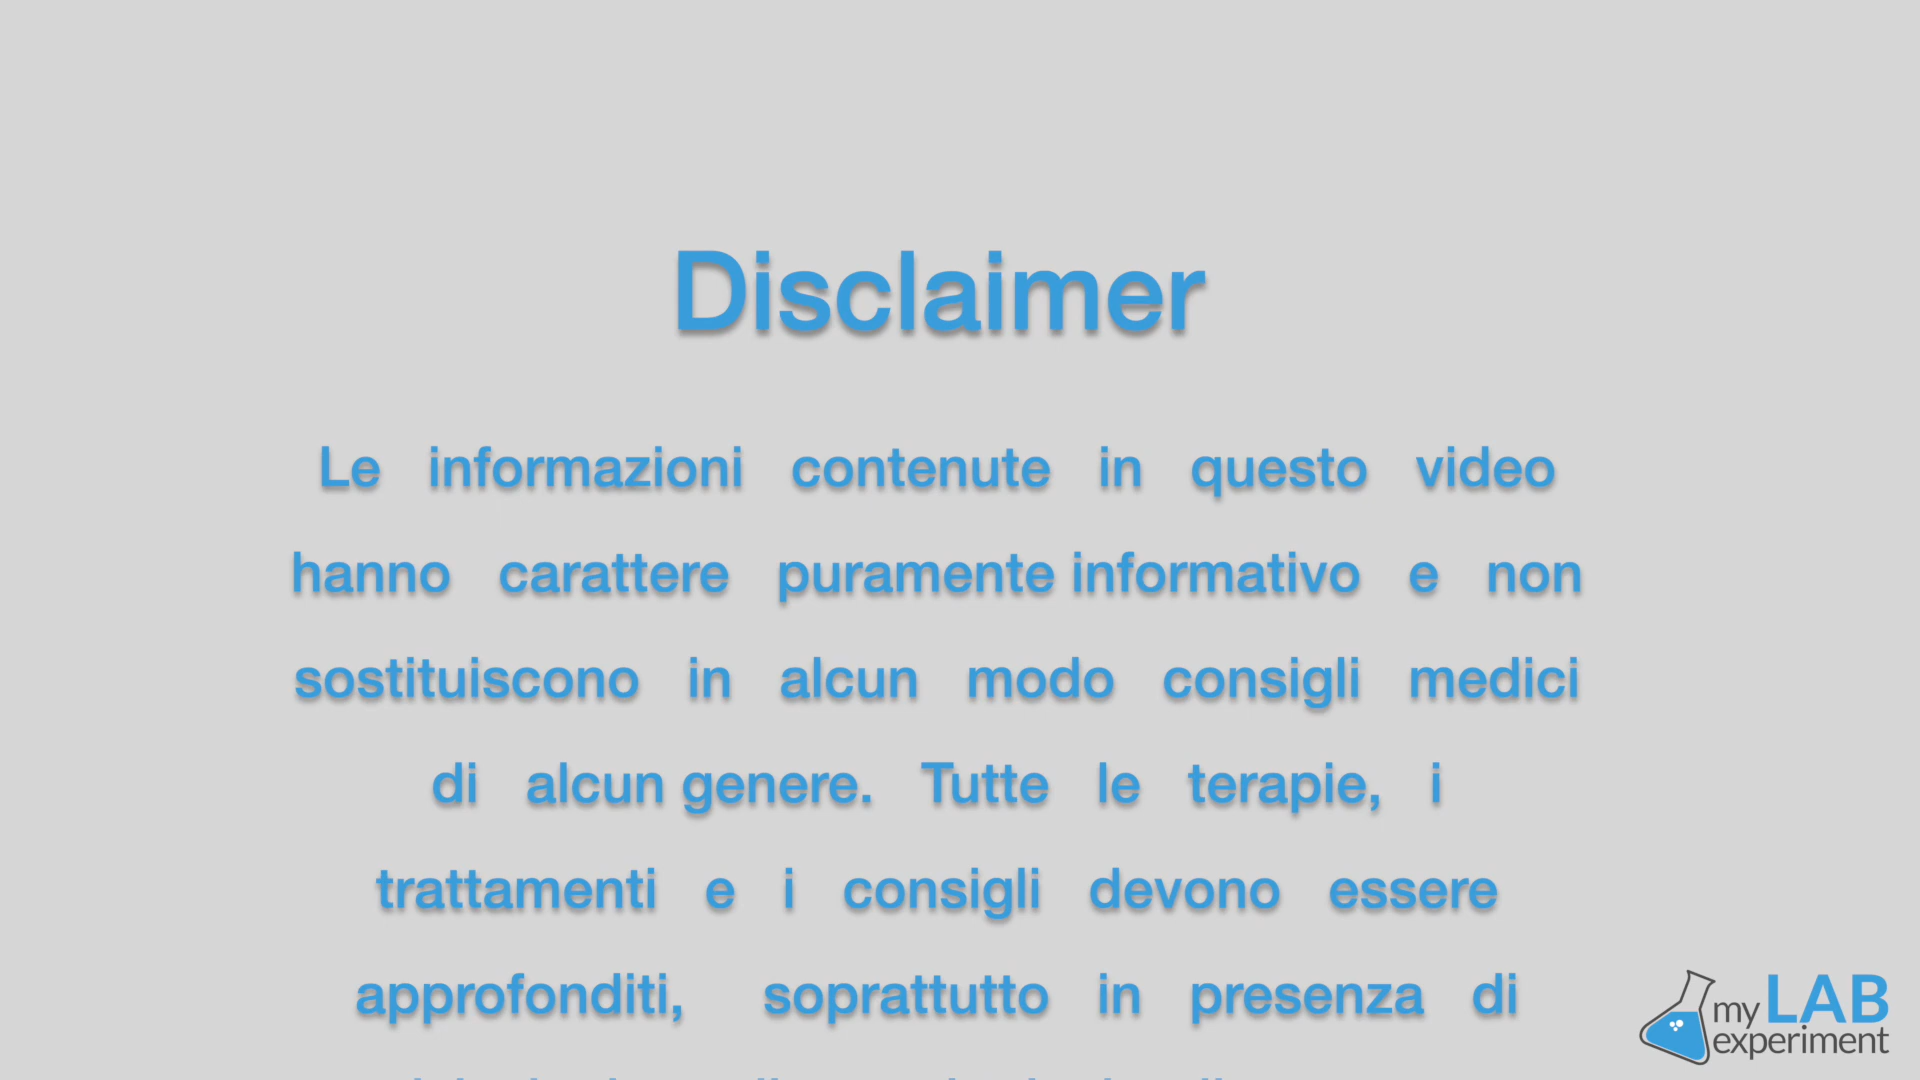 Disclaimer
Le informazioni contenute in questo video
hanno carattere puramente informativo e non
sostituiscono in alcun modo consigli medici
di alcun genere. Tutte le terapie, i
trattamenti e i consigli devono essere
approfonditi, soprattutto in presenza di
my LAB
experiment